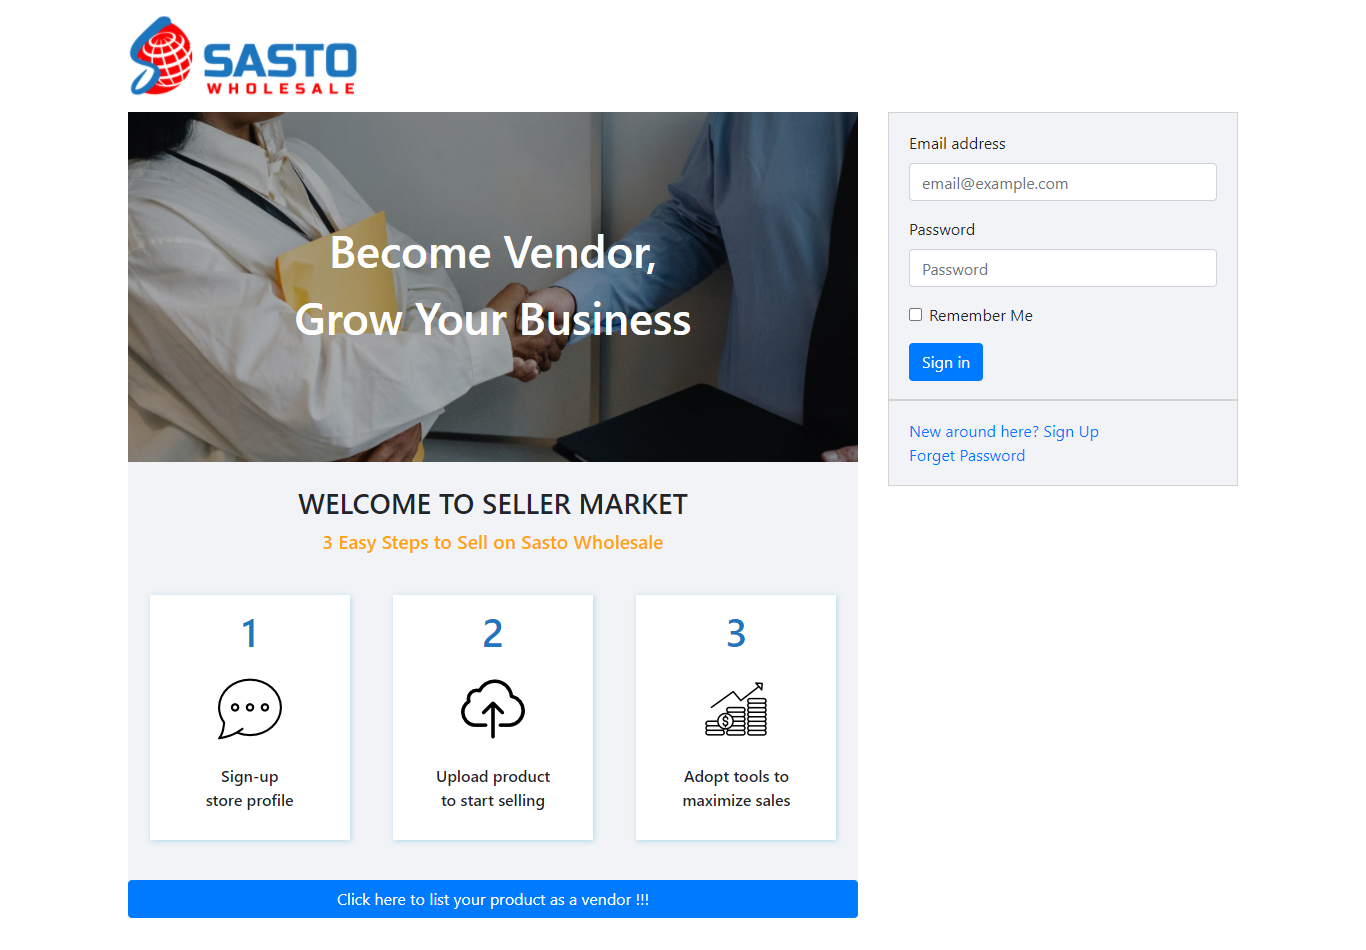 SASTO
WHOLESALE
Become Vendor,
Grow Your Business
WELCOME TO SELLER MARKET
3 Easy Steps to Sell on Sasto Wholesale
1
Sign-up
store profile
2
Upload product
to start selling
3
$
Adopt tools to
maximize sales
Click here to list your product as a vendor !!!
Email address
email@example.com
Password
Password
Remember Me
Sign in
New around here? Sign Up
Forget Password